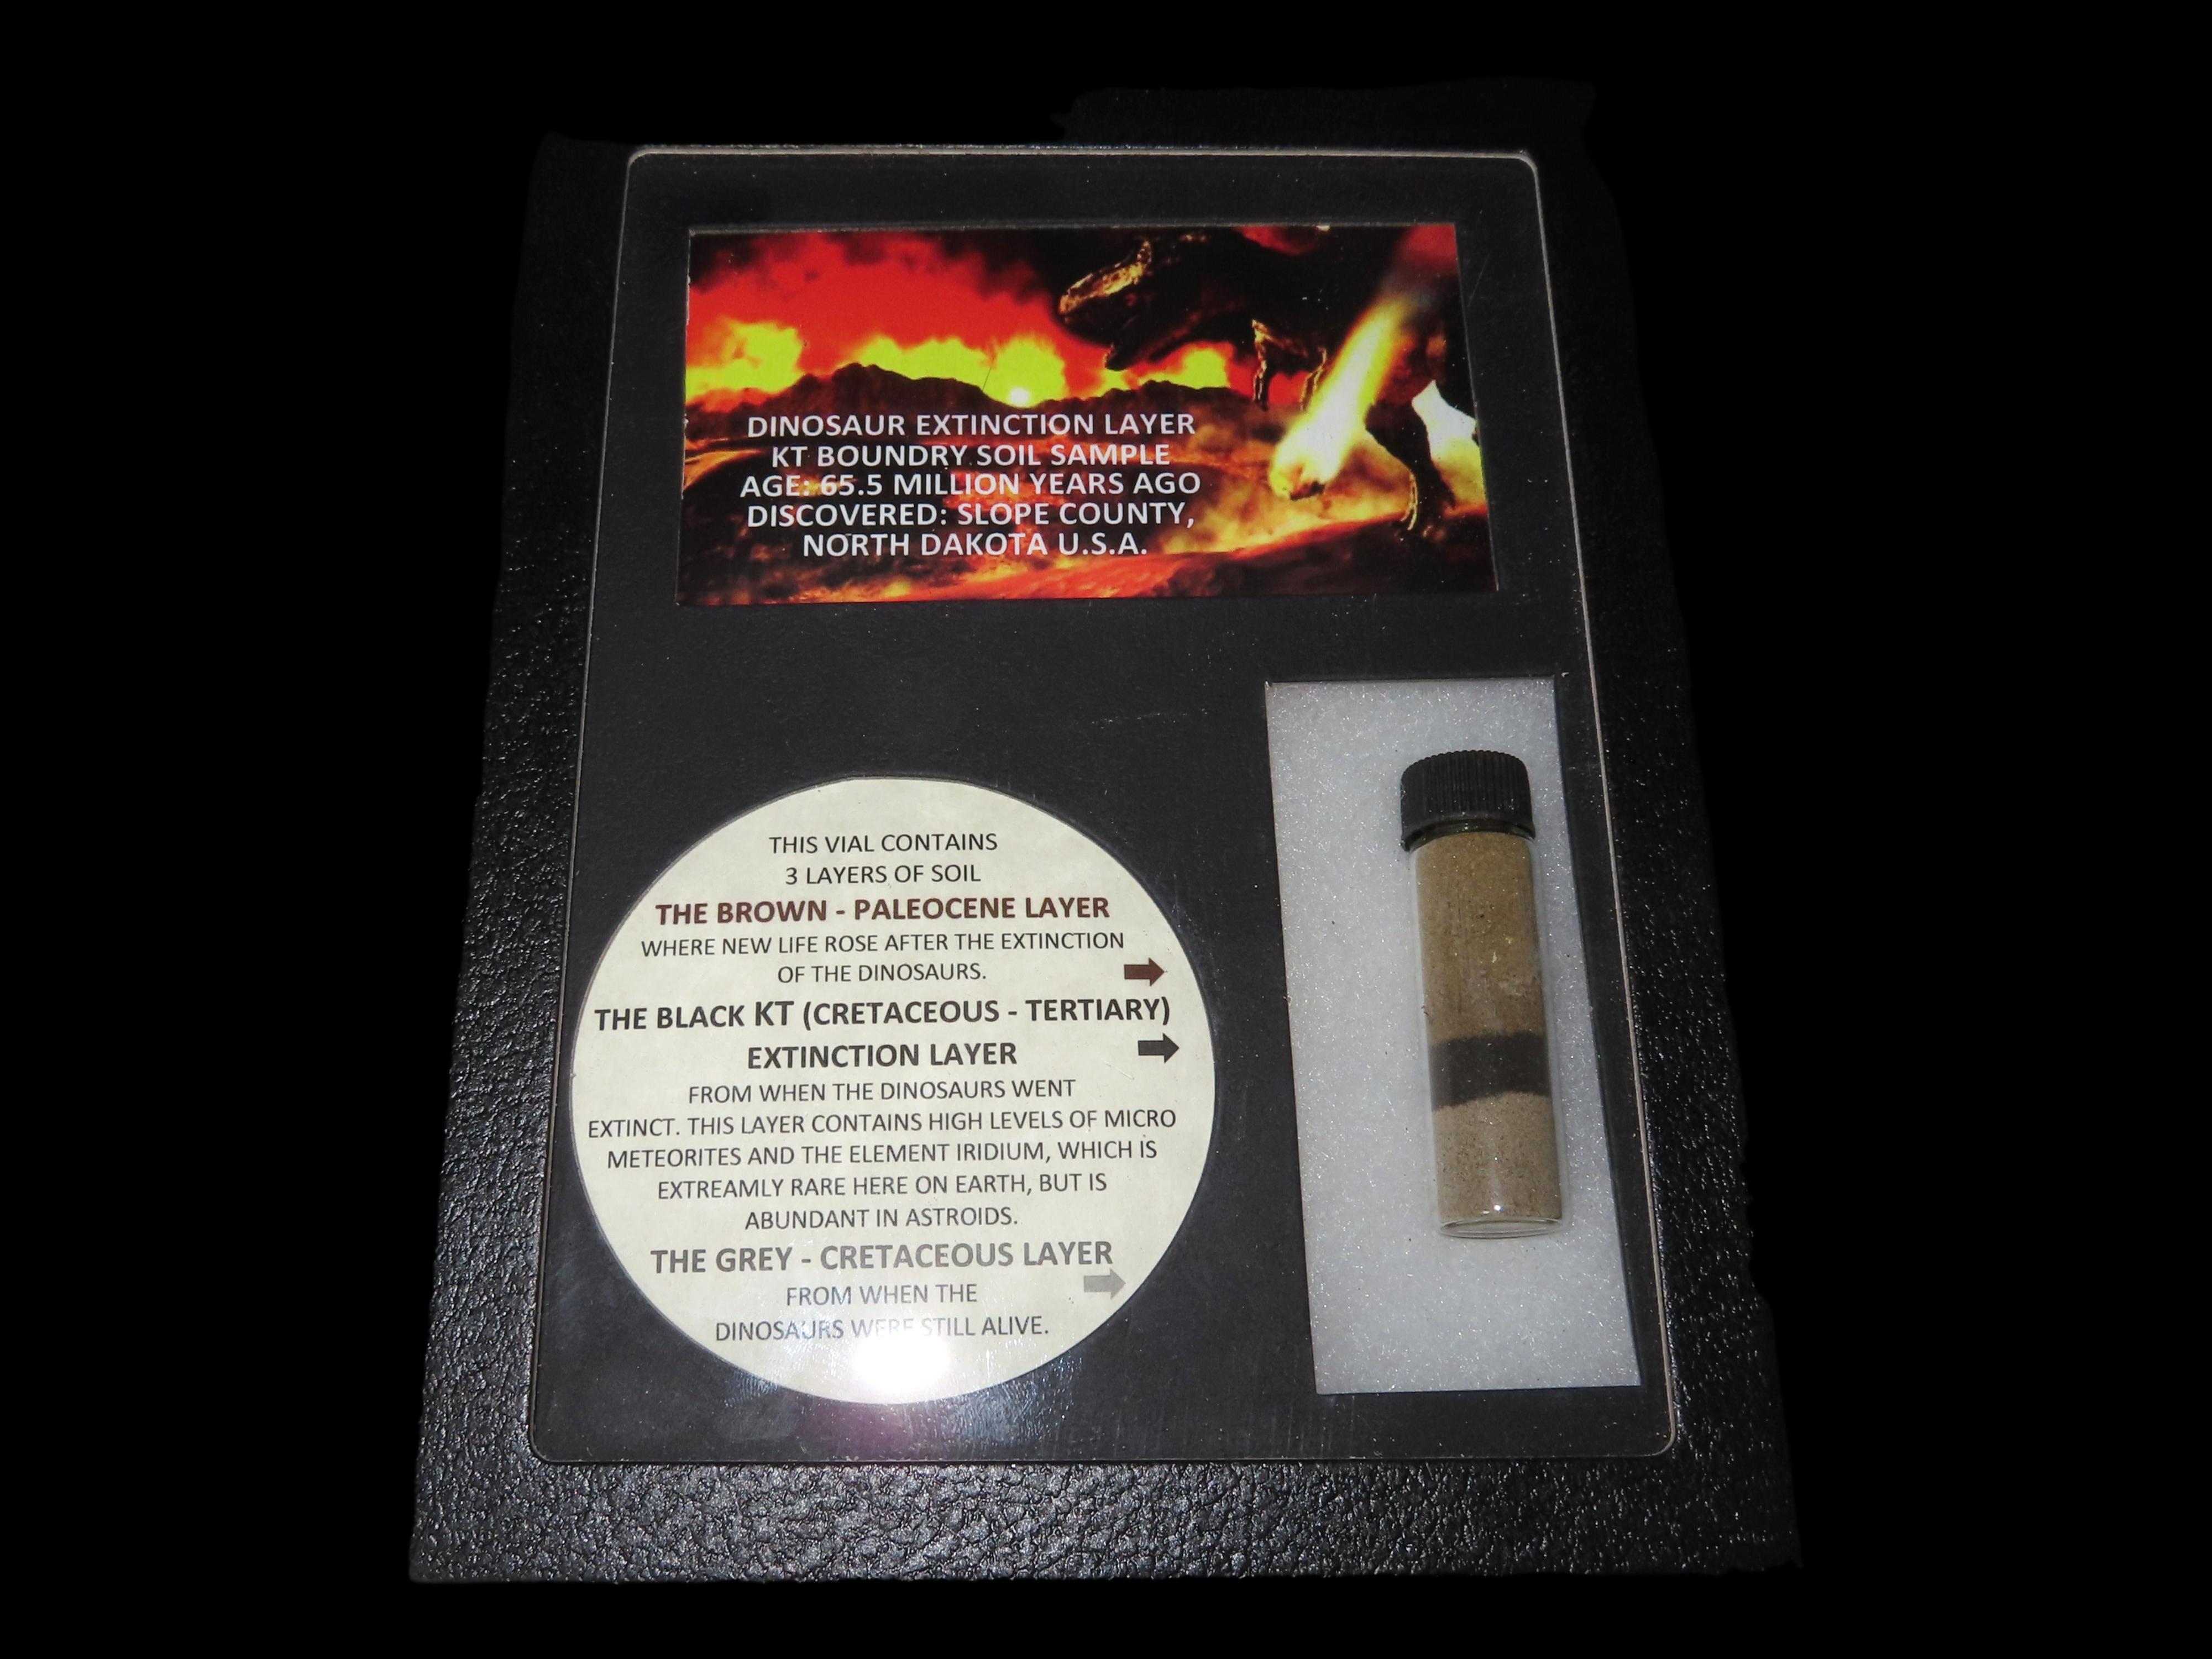 DINOSAUR EXTINCTION LAYER
KT BOUNDRY SOIL SAMPLE
AGE: 65.5 MILLION YEARS AGO
DISCOVERED: SLOPE COUNTY,
NORTH DAKOTA U.S.A.
THIS VIAL CONTAINS
3 LAYERS OF SOIL
THE BROWN - PALEOCENE LAYER
WHERE NEW LIFE ROSE AFTER THE EXTINCTION
OF THE DINOSAURS.
THE BLACK KT (CRETACEOUS - TERTIARY)
EXTINCTION LAYER
FROM WHEN THE DINOSAURS WENT
EXTINCT. THIS LAYER CONTAINS HIGH LEVELS OF MICRO
METEORITES AND THE ELEMENT IRIDIUM, WHICH IS
EXTREAMLY RARE HERE ON EARTH, BUT IS
ABUNDANT IN ASTROIDS.
THE GREY - CRETACEOUS LAYER
FROM WHEN THE
DINOSAURS WERE STILL ALIVE.